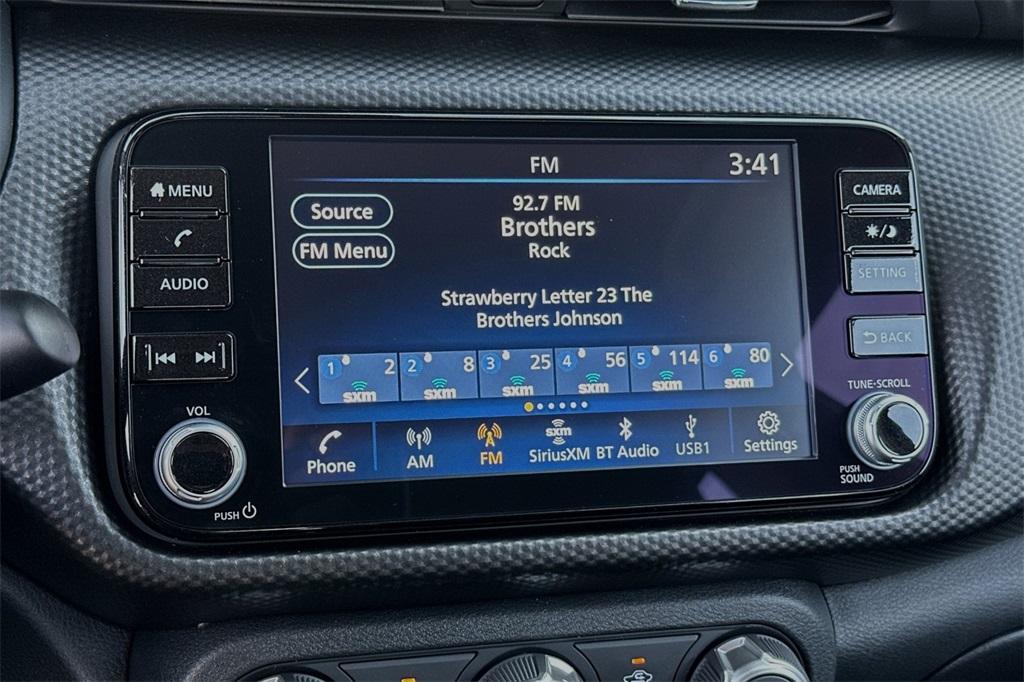 FM
3:41
MENU
AUDIO
VOL
PUSH
Source
FM Menu
92.7 FM
Brothers
Rock
Strawberry Letter 23 The
Brothers Johnson
1 2 sxm
2 8 sxm
3 25 sxm
4 56 sxm
5 114 sxm
6 80 sxm
Phone
AM
FM
sxm
SiriusXM
BT Audio
USB1
Settings
CAMERA
SETTING
BACK
TUNE·SCROLL
PUSH
SOUND